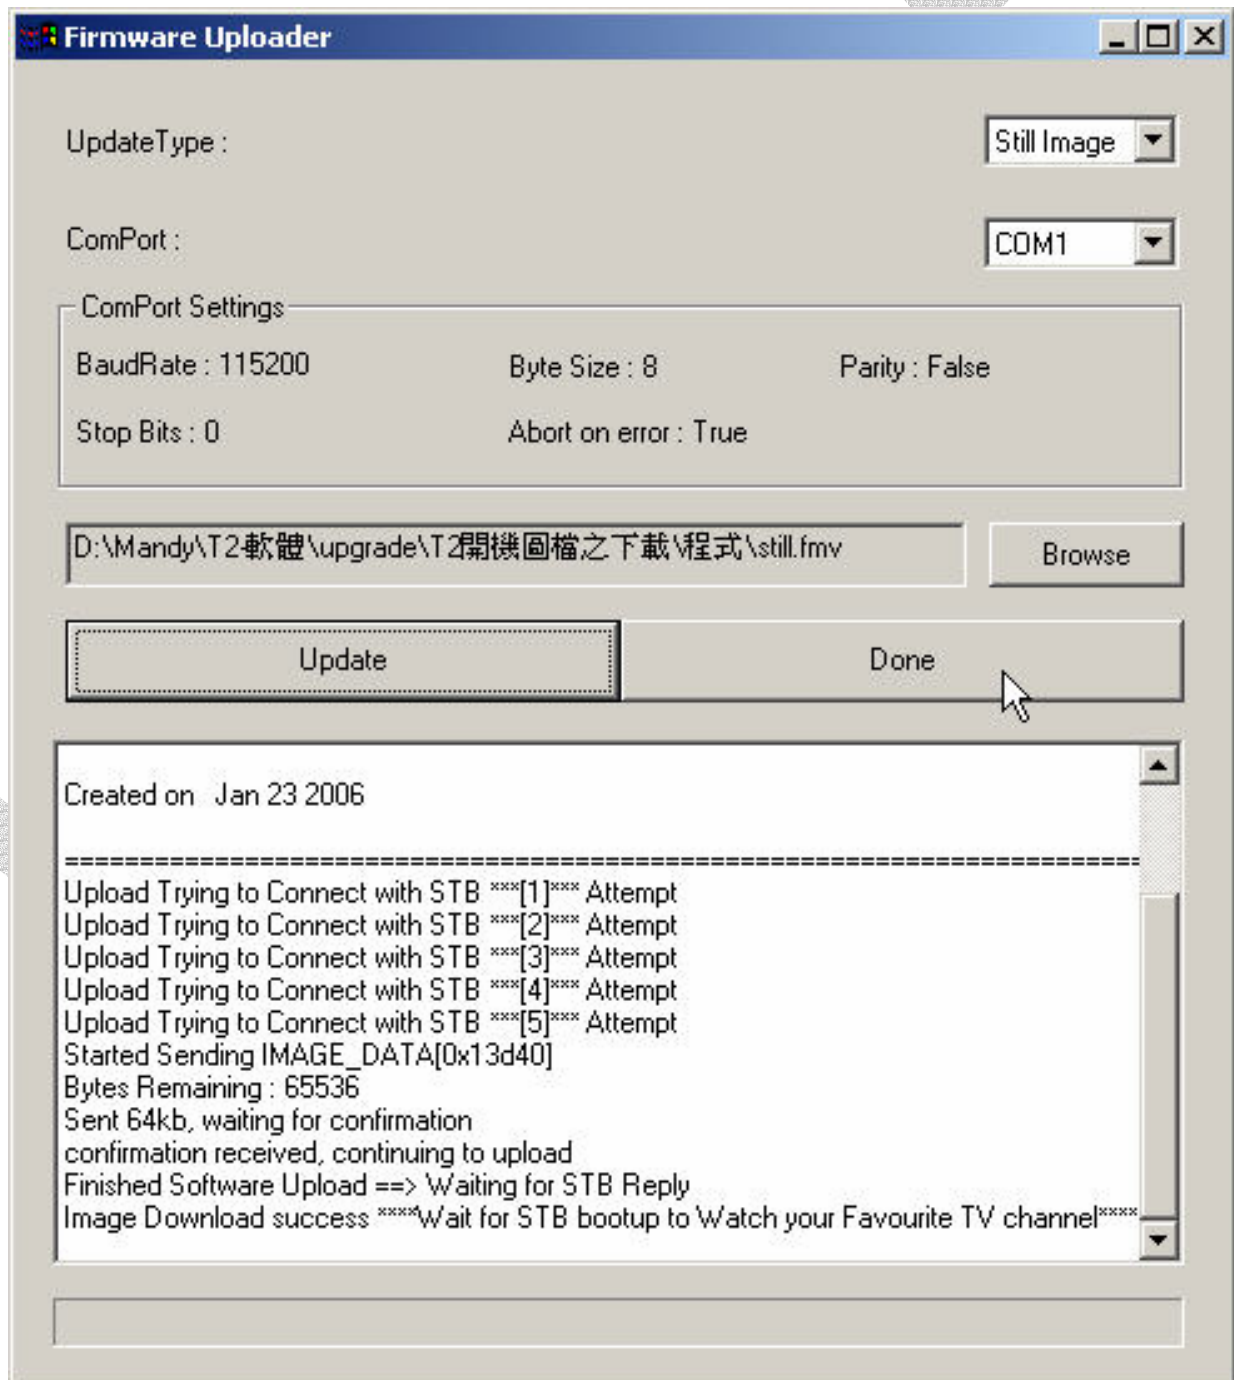 Firmware Uploader
UpdateType :
Still Image
ComPort :
COM1
ComPort Settings
BaudRate : 115200
Byte Size : 8
Parity : False
Stop Bits : 0
Abort on error : True
D:\Mandy\T2軟體\upgrade\T2開機圖檔之下載\程式\still.fmv
Browse
Update
Done
Created on   Jan 23 2006
========================================================================
Upload Trying to Connect with STB ***[1]*** Attempt
Upload Trying to Connect with STB ***[2]*** Attempt
Upload Trying to Connect with STB ***[3]*** Attempt
Upload Trying to Connect with STB ***[4]*** Attempt
Upload Trying to Connect with STB ***[5]*** Attempt
Started Sending IMAGE_DATA[0x13d40]
Bytes Remaining : 65536
Sent 64kb, waiting for confirmation
confirmation received, continuing to upload
Finished Software Upload ==> Waiting for STB Reply
Image Download success ****Wait for STB bootup to Watch your Favourite TV channel****